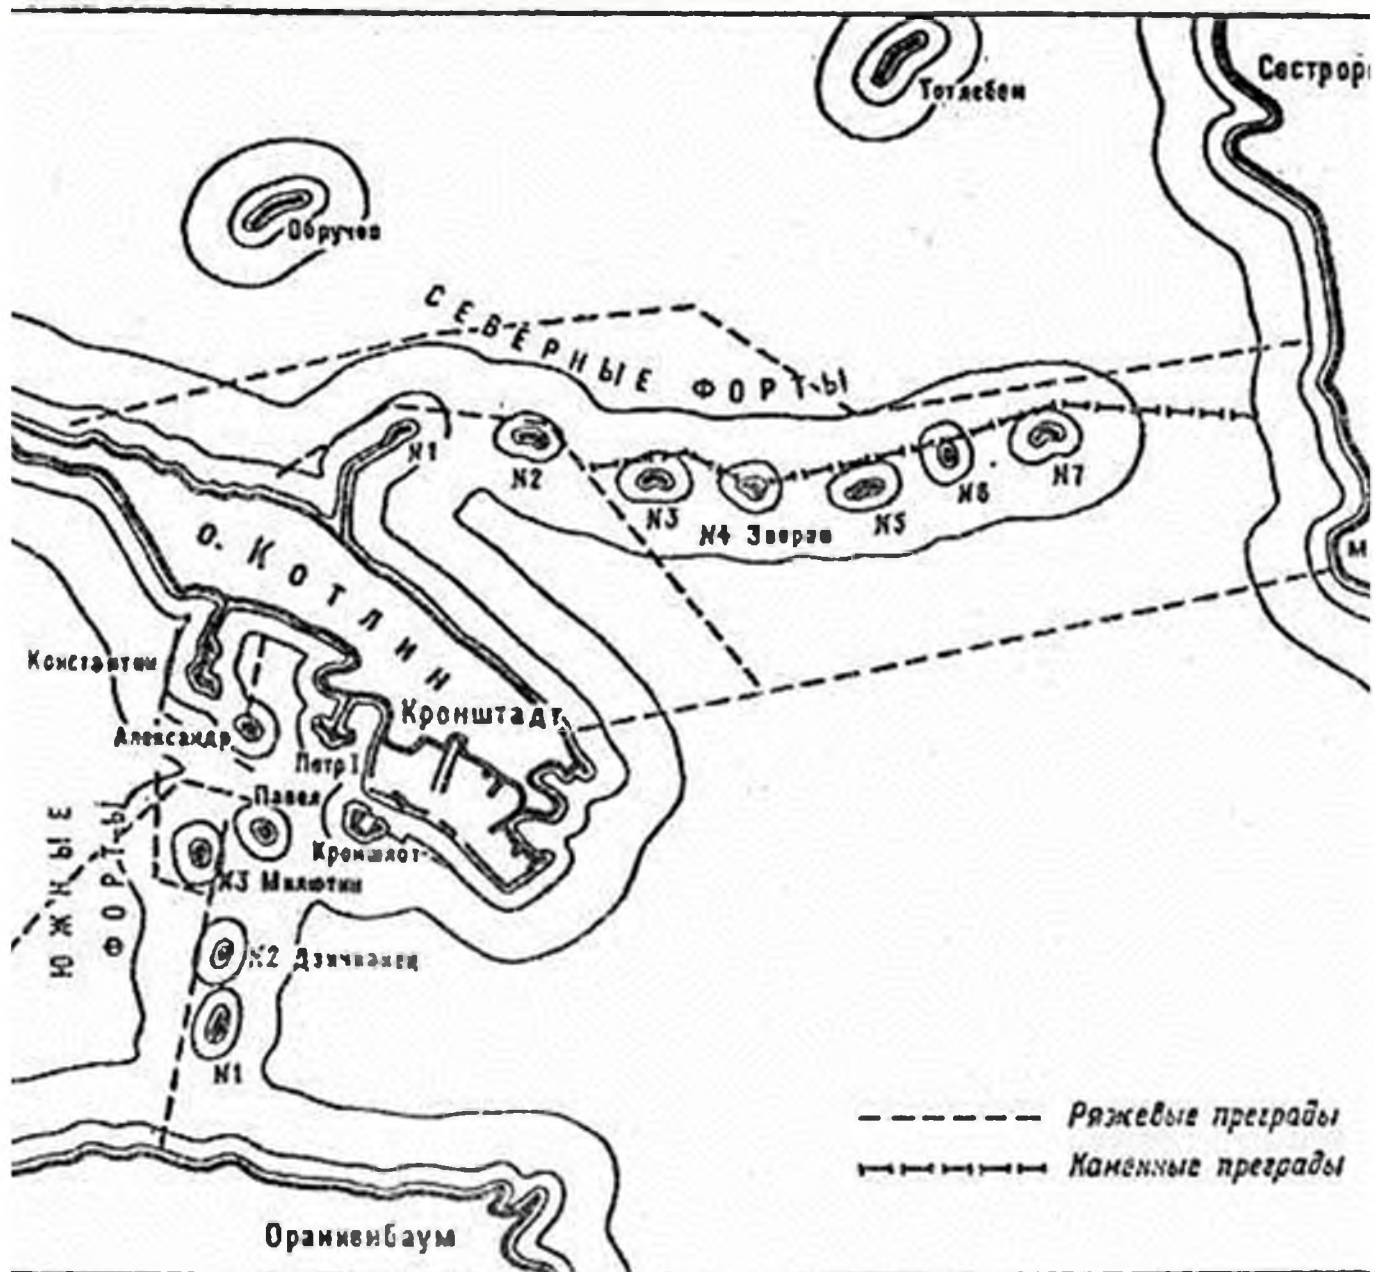 Сестрор
Тотлебен
Обручев
СЕВЕРНЫЕ ФОРТЫ
N1
N2
N3
N4 Зверев
N5
N6
N7
М
о. Котлин
Константин
Кронштадт
Александр
Петр I
Павел
Кроншлот
ЮЖНЫЕ
ФОРТЫ
N3 Милютин
N2 Дзичканец
N1
Ряжевые преграды
Каменные преграды
Ораниенбаум